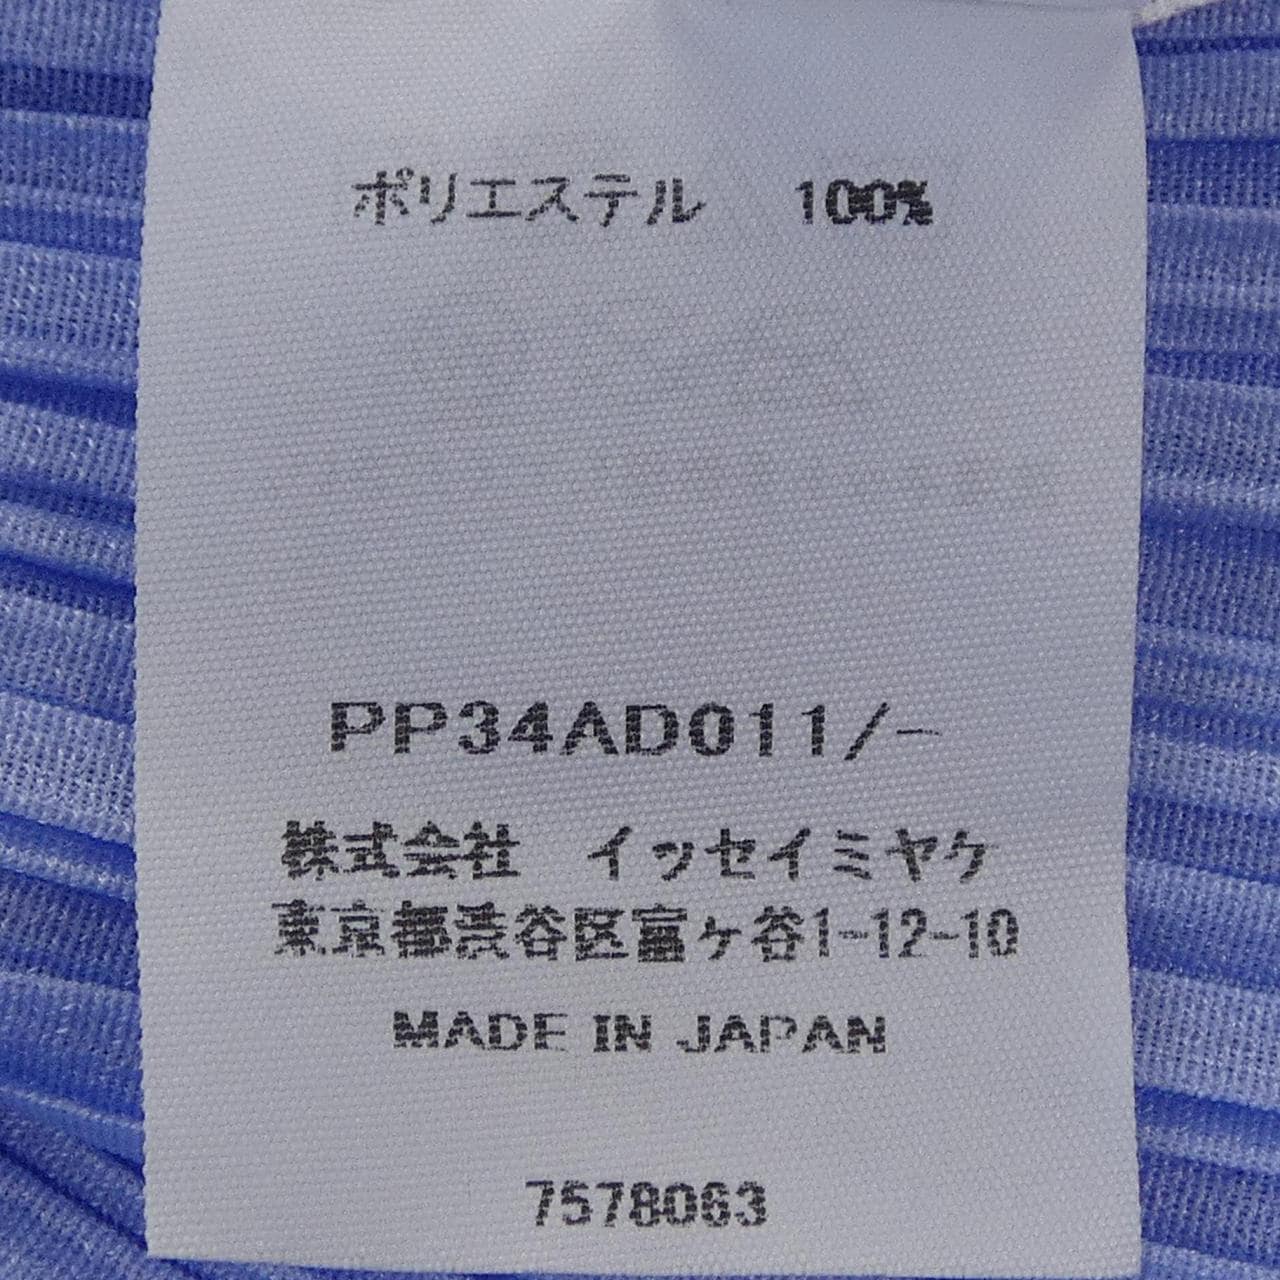 ポリエステル 100%
PP34AD011/-
株式会社 イッセイミヤケ
東京都渋谷区富ヶ谷1-12-10
MADE IN JAPAN
7578063